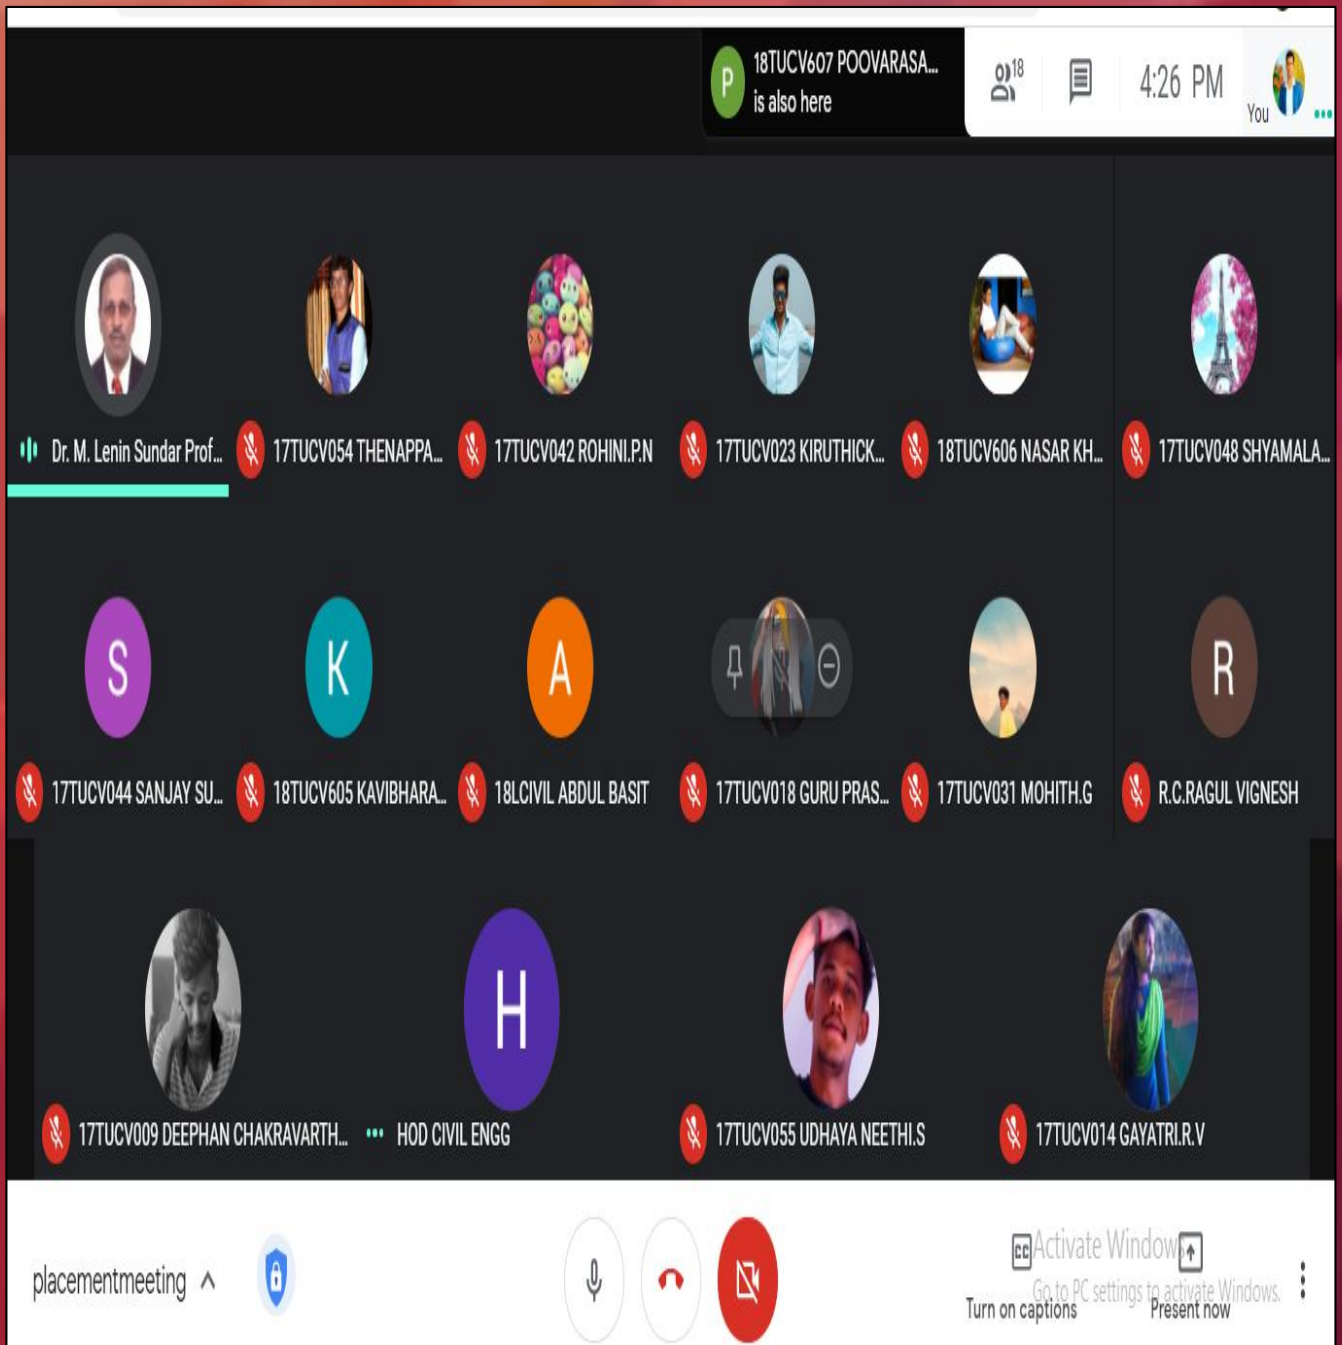 P
18TUCV607 POOVARASA...
is also here
18
4:26 PM
You
Dr. M. Lenin Sundar Prof...
17TUCV054 THENAPPA...
17TUCV042 ROHINI.P.N
17TUCV023 KIRUTHICK...
18TUCV606 NASAR KH...
17TUCV048 SHYAMALA...
S
K
A
R
17TUCV044 SANJAY SU...
18TUCV605 KAVIBHARA...
18LCIVIL ABDUL BASIT
17TUCV018 GURU PRAS...
17TUCV031 MOHITH.G
R.C.RAGUL VIGNESH
H
17TUCV009 DEEPHAN CHAKRAVARTH...
HOD CIVIL ENGG
17TUCV055 UDHAYA NEETHI.S
17TUCV014 GAYATRI.R.V
placementmeeting
CC
Activate Windows
Go to PC settings to activate Windows.
Turn on captions
Present now